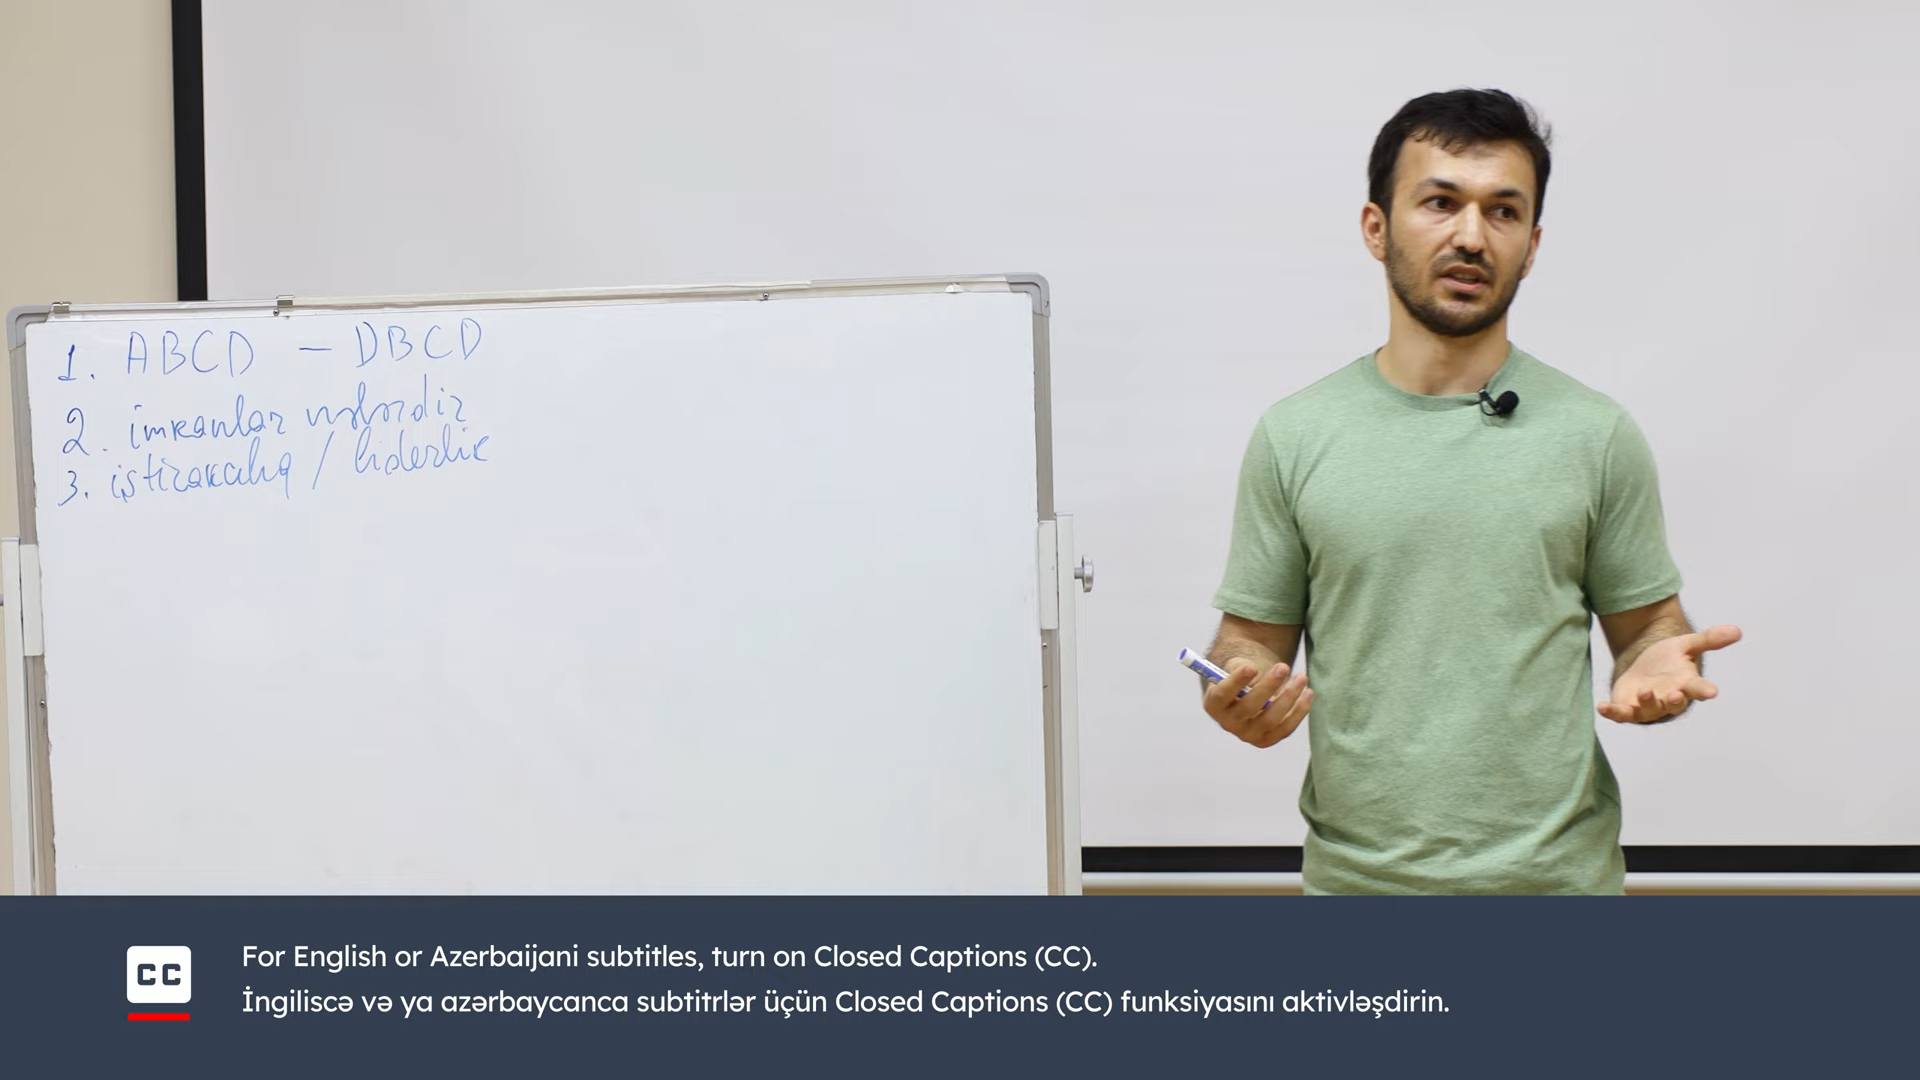 1. ABCD – DBCD
2. imkanlar nələrdir
3. iştirakçılıq / liderlik
CC
For English or Azerbaijani subtitles, turn on Closed Captions (CC).
İngiliscə və ya azərbaycanca subtitrlər üçün Closed Captions (CC) funksiyasını aktivləşdirin.